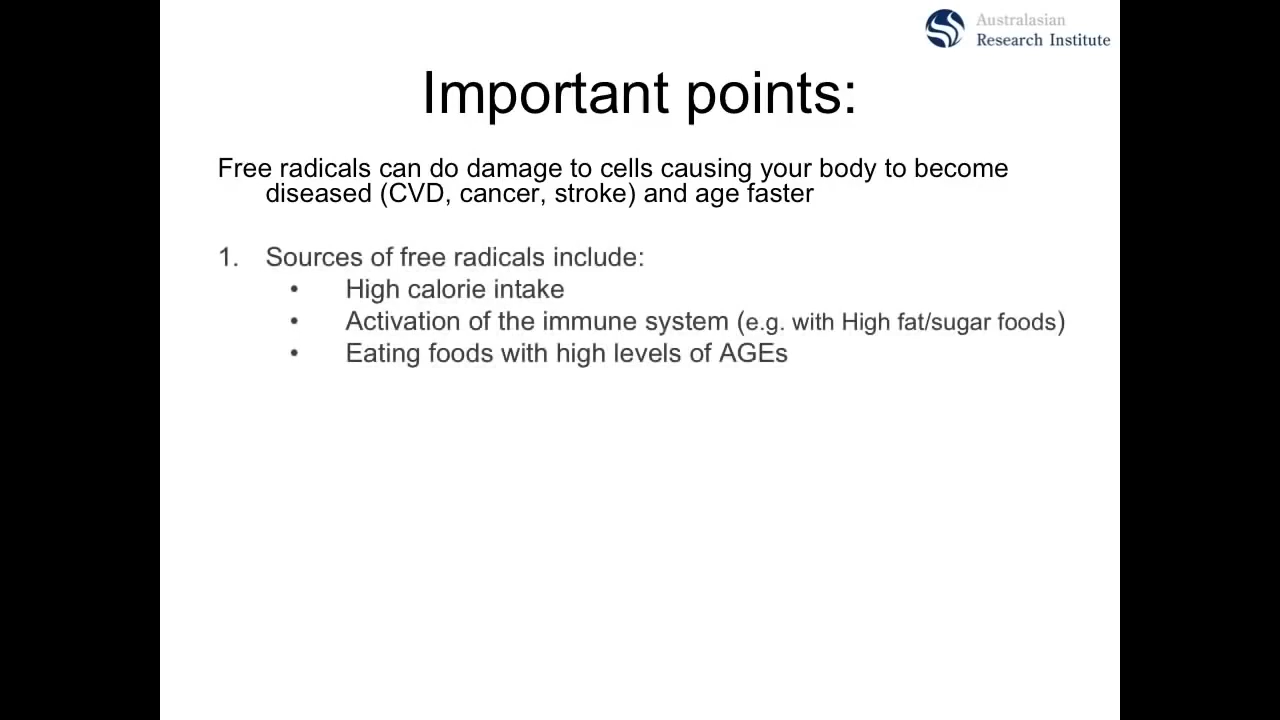 Australasian
Research Institute
Important points:
Free radicals can do damage to cells causing your body to become
diseased (CVD, cancer, stroke) and age faster
1. Sources of free radicals include:
• High calorie intake
• Activation of the immune system (e.g. with High fat/sugar foods)
• Eating foods with high levels of AGEs